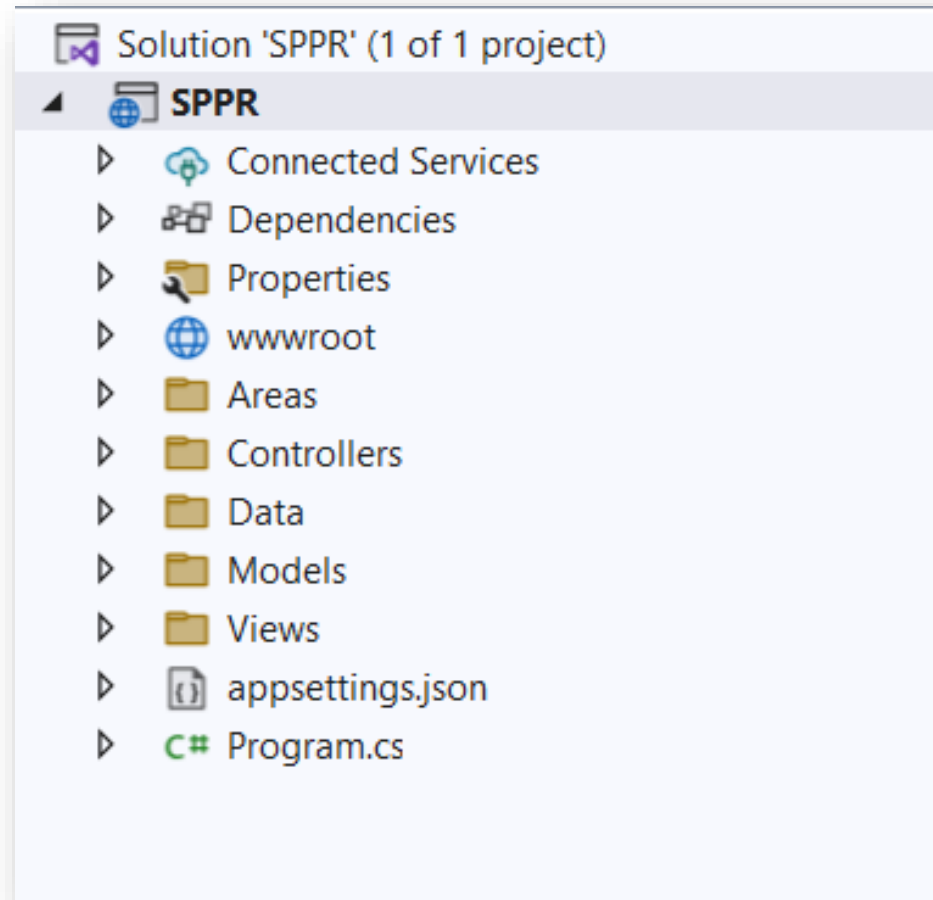 Solution 'SPPR' (1 of 1 project)
SPPR
Connected Services
Dependencies
Properties
wwwroot
Areas
Controllers
Data
Models
Views
appsettings.json
C# Program.cs